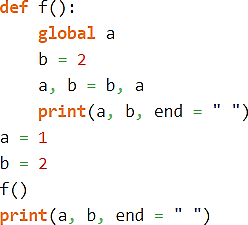 def f():
    global a
    b = 2
    a, b = b, a
    print(a, b, end = " ")
a = 1
b = 2
f()
print(a, b, end = " ")